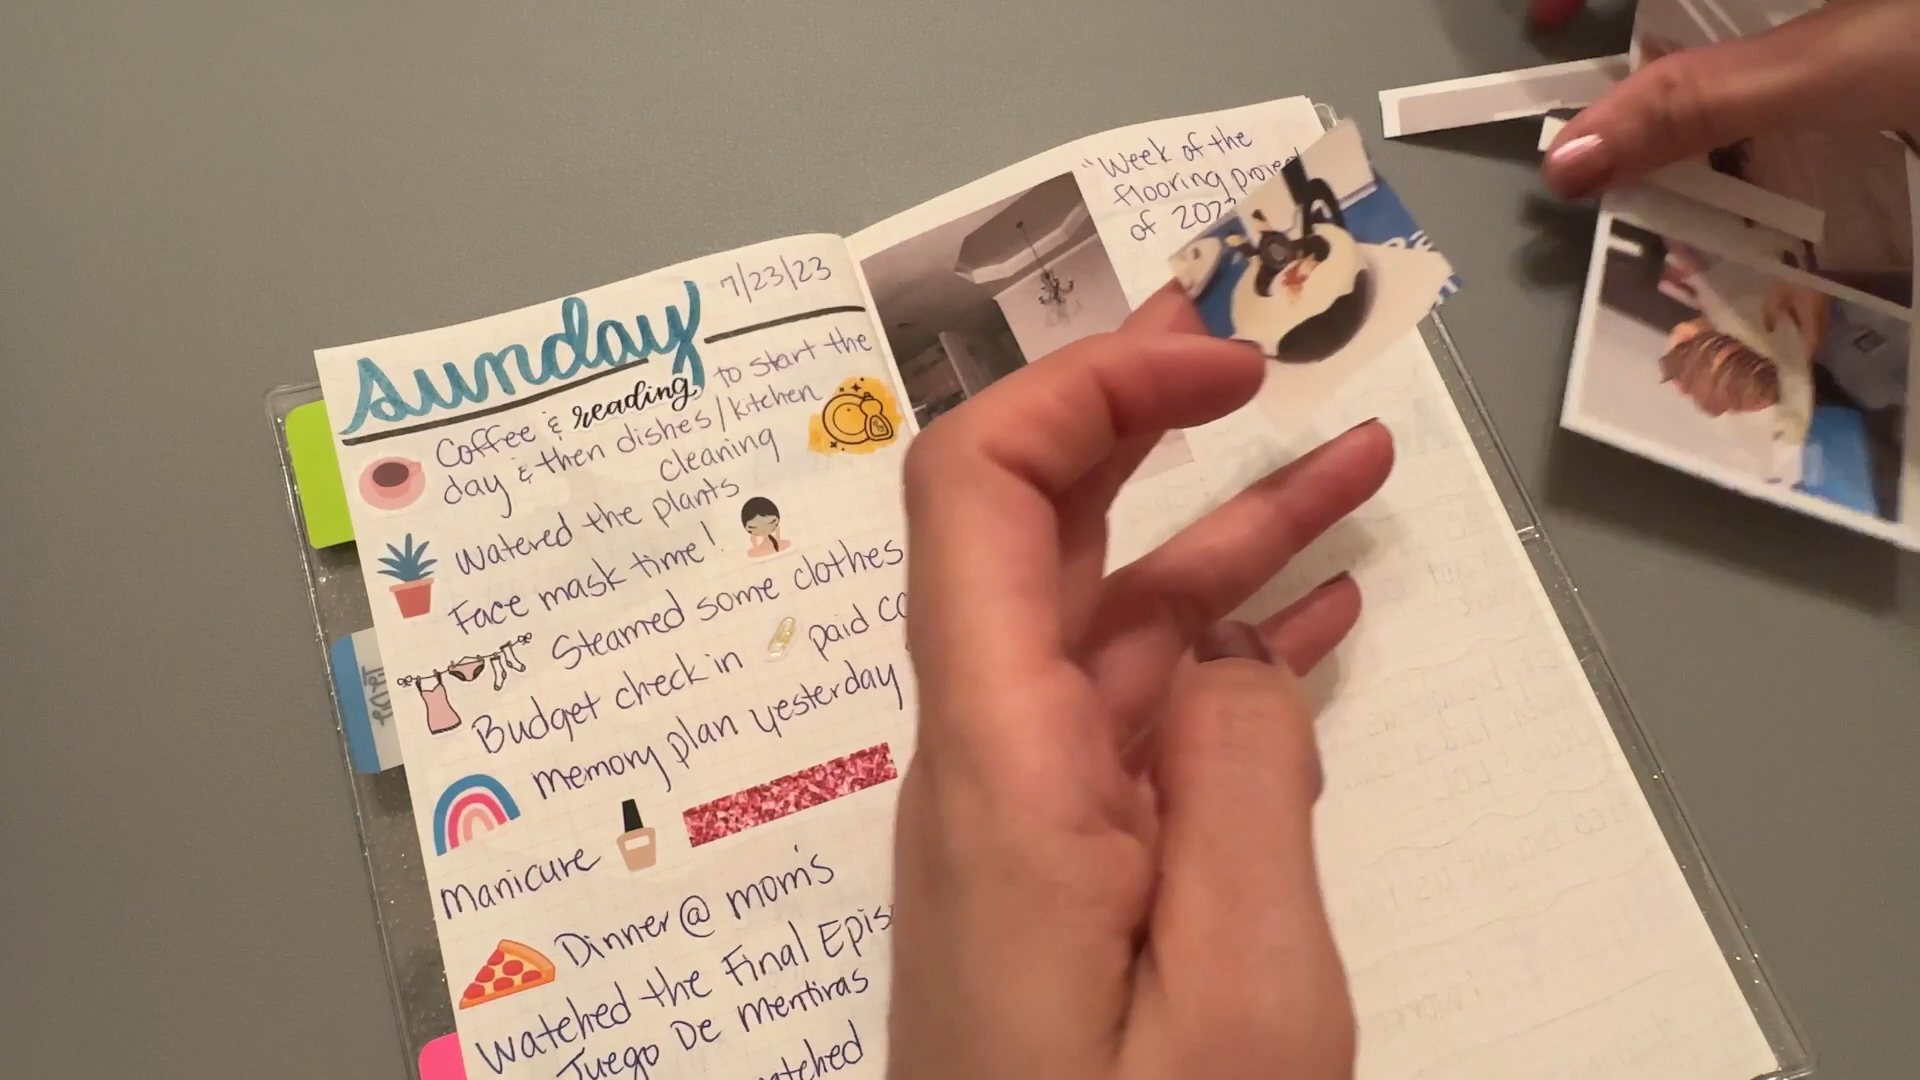 Sunday 7/23/23
Coffee & reading to start the
day & then dishes/kitchen
cleaning
Watered the plants
Face mask time!
Steamed some clothes
Budget check in paid
memory plan yesterday
manicure
Dinner @ mom's
Watched the Final
Juego De mentiras
"Week of the
flooring project
of